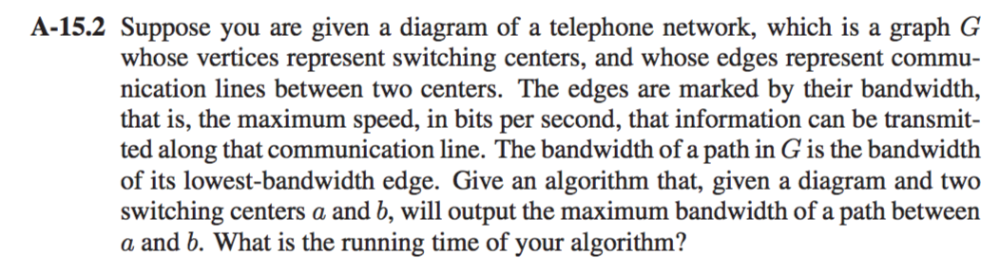 A-15.2 Suppose you are given a diagram of a telephone network, which is a graph G
whose vertices represent switching centers, and whose edges represent commu-
nication lines between two centers. The edges are marked by their bandwidth,
that is, the maximum speed, in bits per second, that information can be transmit-
ted along that communication line. The bandwidth of a path in G is the bandwidth
of its lowest-bandwidth edge. Give an algorithm that, given a diagram and two
switching centers a and b, will output the maximum bandwidth of a path between
a and b. What is the running time of your algorithm?